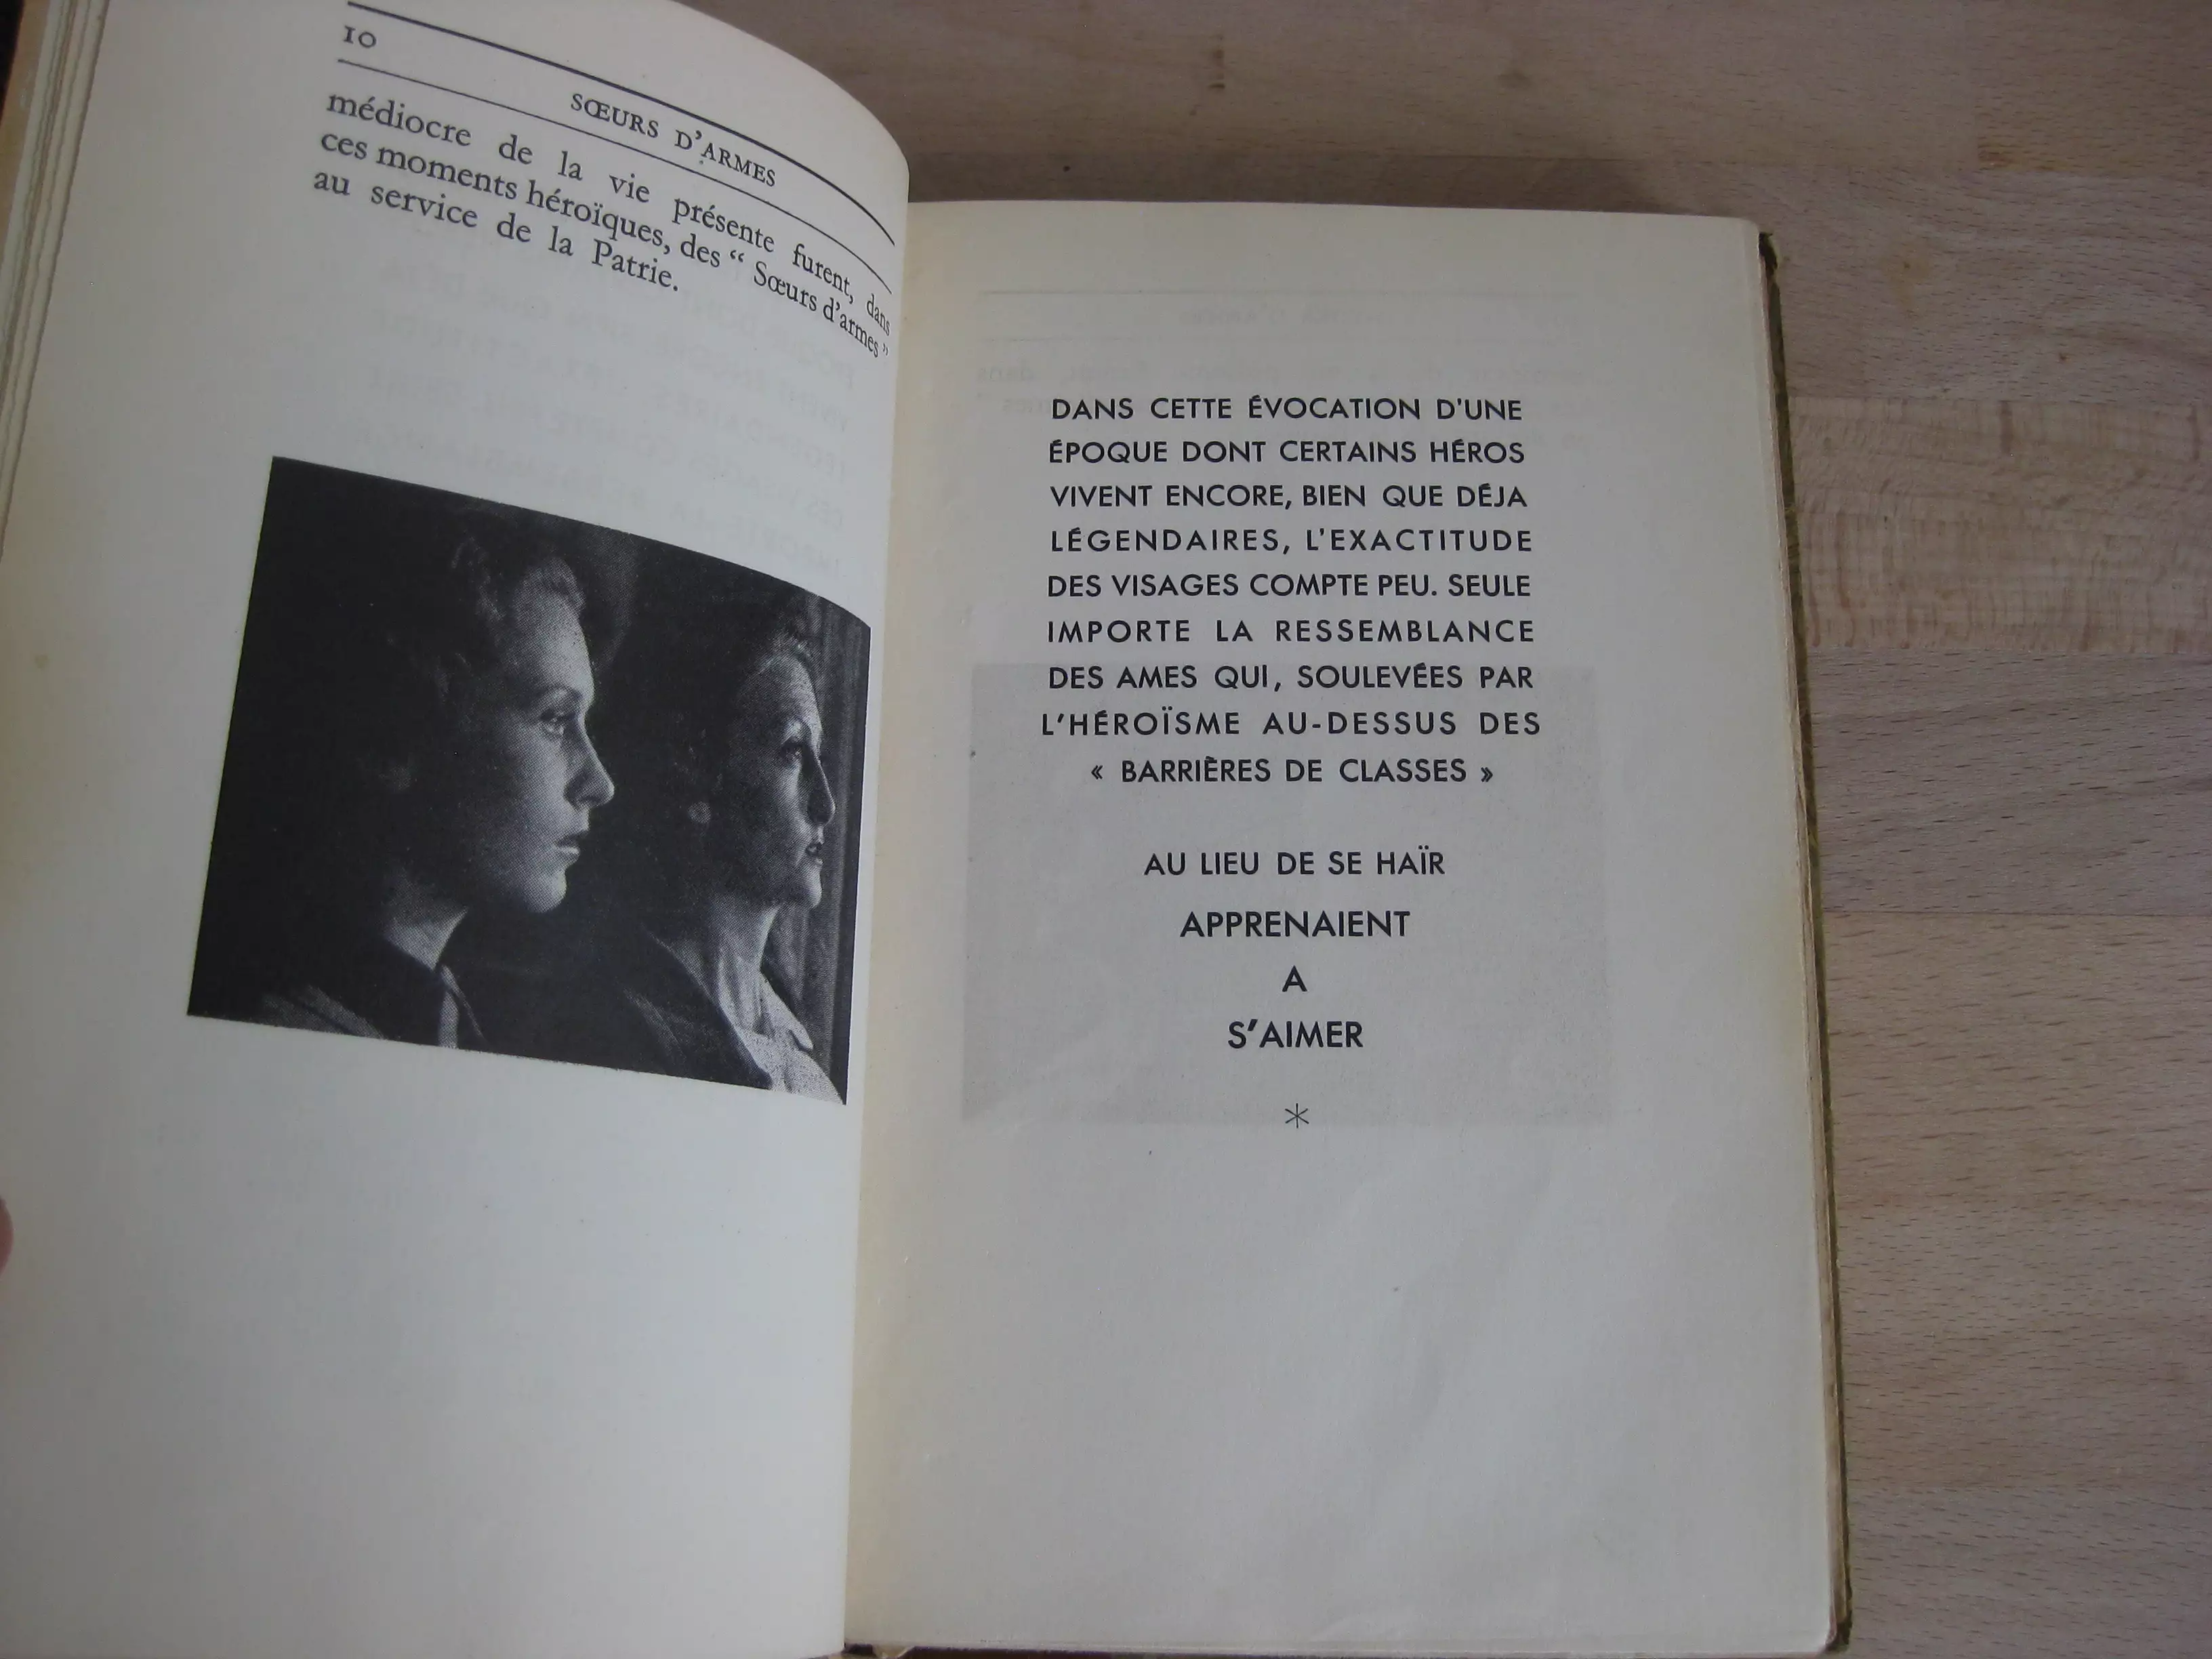 10
SŒURS D'ARMES
médiocre de la vie présente furent, dans
ces moments héroïques, des “ Sœurs d'armes ”
au service de la Patrie.
DANS CETTE ÉVOCATION D'UNE
ÉPOQUE DONT CERTAINS HÉROS
VIVENT ENCORE, BIEN QUE DÉJA
LÉGENDAIRES, L'EXACTITUDE
DES VISAGES COMPTE PEU. SEULE
IMPORTE LA RESSEMBLANCE
DES AMES QUI, SOULEVÉES PAR
L'HÉROÏSME AU-DESSUS DES
« BARRIÈRES DE CLASSES »
AU LIEU DE SE HAÏR
APPRENAIENT
A
S'AIMER
*